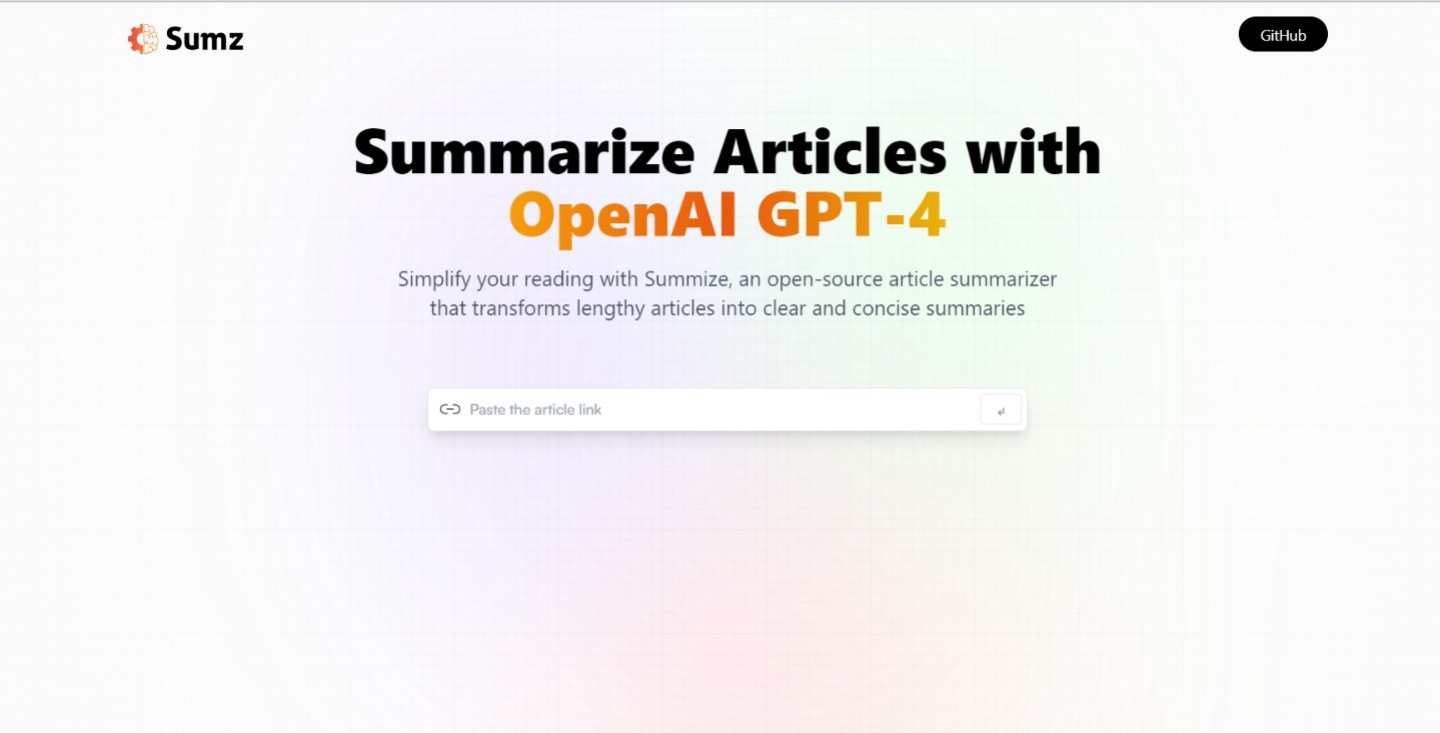 Sumz
GitHub
Summarize Articles with
OpenAI GPT-4
Simplify your reading with Summize, an open-source article summarizer
that transforms lengthy articles into clear and concise summaries
Paste the article link
↵